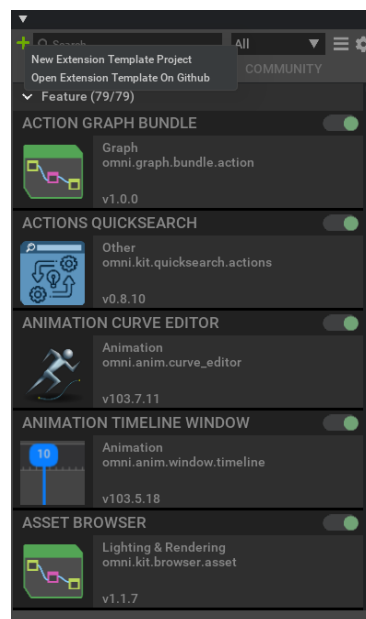 Search
All
New Extension Template Project
Open Extension Template On Github
COMMUNITY
Feature (79/79)
ACTION GRAPH BUNDLE
Graph
omni.graph.bundle.action
v1.0.0
ACTIONS QUICKSEARCH
Other
omni.kit.quicksearch.actions
v0.8.10
ANIMATION CURVE EDITOR
Animation
omni.anim.curve_editor
v103.7.11
ANIMATION TIMELINE WINDOW
10
Animation
omni.anim.window.timeline
v103.5.18
ASSET BROWSER
Lighting & Rendering
omni.kit.browser.asset
v1.1.7